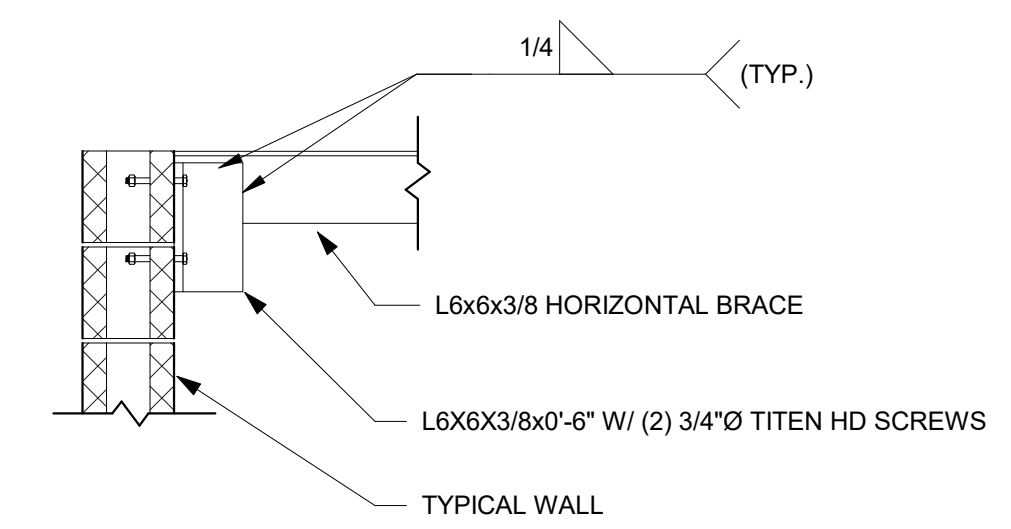 1/4
(TYP.)
L6x6x3/8 HORIZONTAL BRACE
L6X6X3/8x0'-6" W/ (2) 3/4"Ø TITEN HD SCREWS
TYPICAL WALL